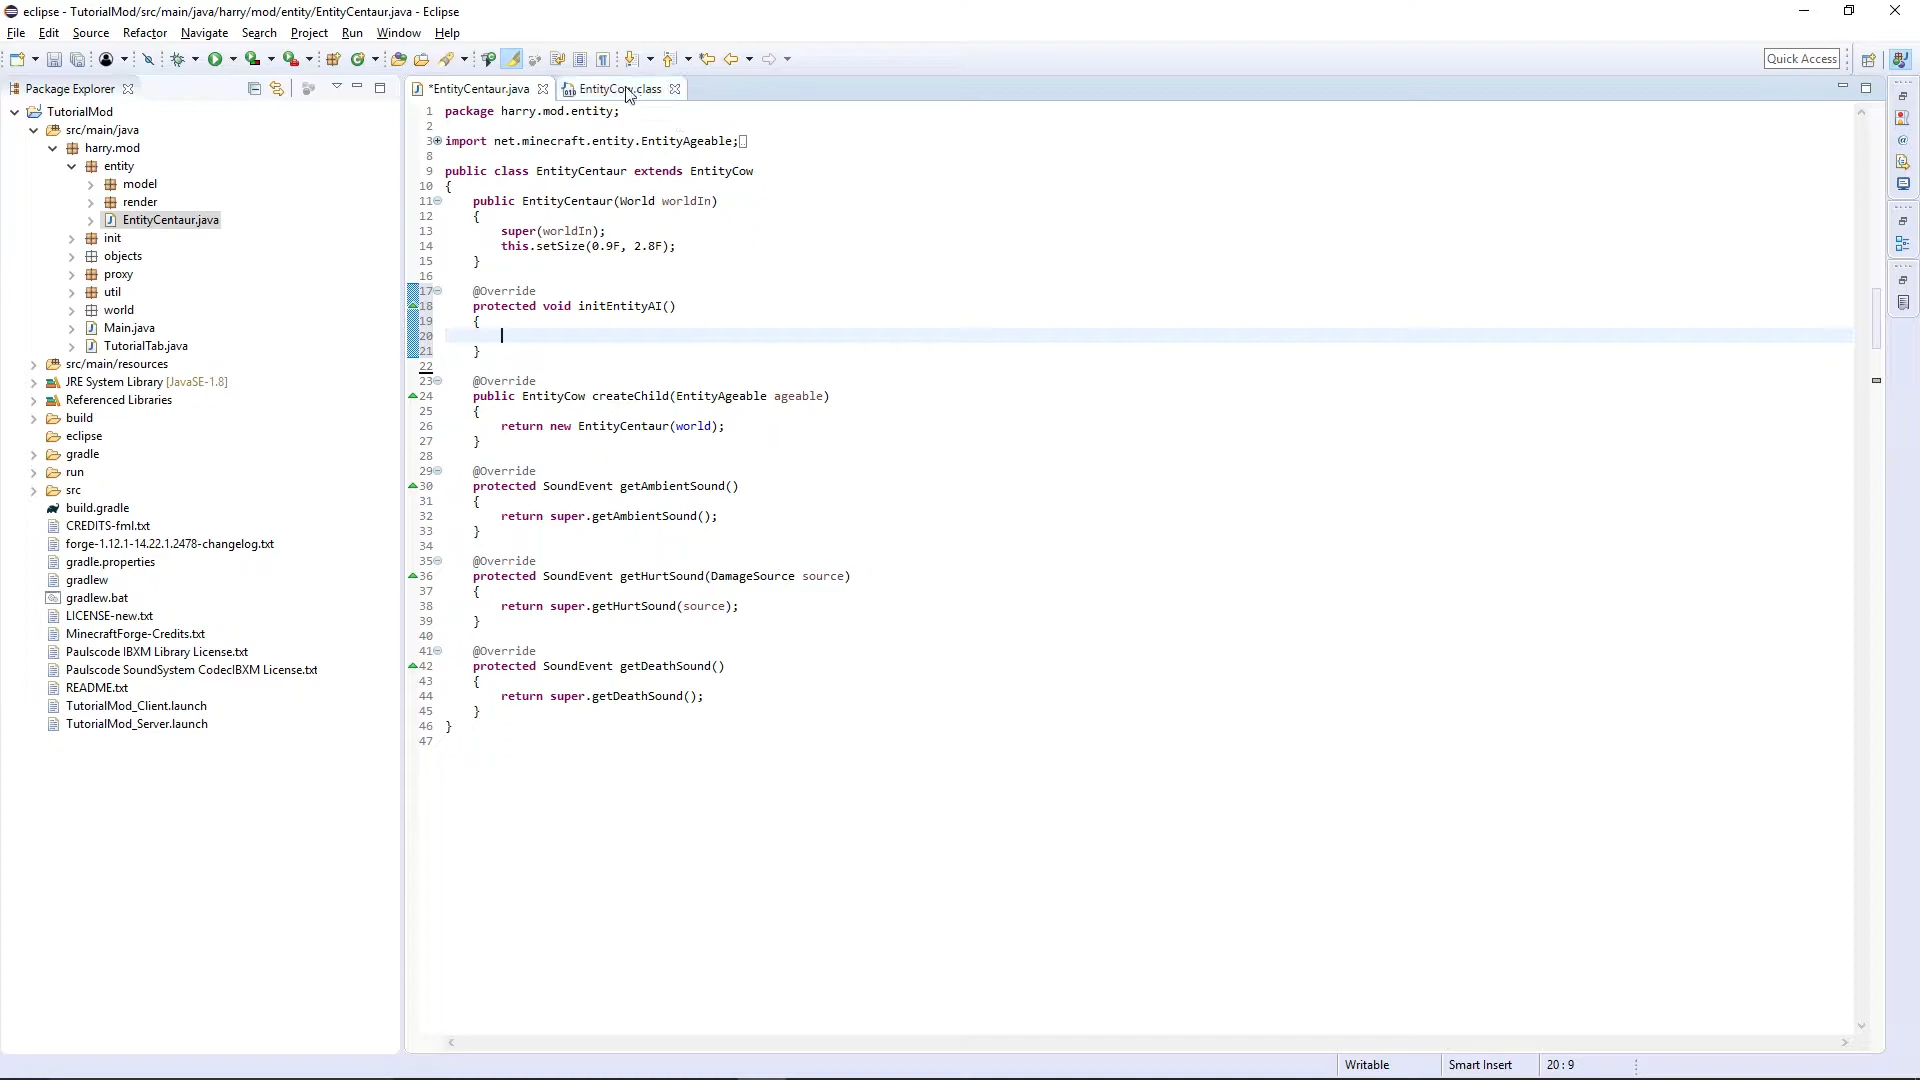 eclipse - TutorialMod/src/main/java/harry/mod/entity/EntityCentaur.java - Eclipse
File Edit Source Refactor Navigate Search Project Run Window Help
Quick Access
Package Explorer
*EntityCentaur.java
EntityCow.class
TutorialMod
src/main/java
harry.mod
entity
model
render
EntityCentaur.java
init
objects
proxy
util
world
Main.java
TutorialTab.java
src/main/resources
JRE System Library [JavaSE-1.8]
Referenced Libraries
build
eclipse
gradle
run
src
build.gradle
CREDITS-fml.txt
forge-1.12.1-14.22.1.2478-changelog.txt
gradle.properties
gradlew
gradlew.bat
LICENSE-new.txt
MinecraftForge-Credits.txt
Paulscode IBXM Library License.txt
Paulscode SoundSystem CodecIBXM License.txt
README.txt
TutorialMod_Client.launch
TutorialMod_Server.launch
1 package harry.mod.entity;
2
3 import net.minecraft.entity.EntityAgeable;
8
9 public class EntityCentaur extends EntityCow
10 {
11 public EntityCentaur(World worldIn)
12 {
13 super(worldIn);
14 this.setSize(0.9F, 2.8F);
15 }
16
17 @Override
18 protected void initEntityAI()
19 {
20
21 }
22
23 @Override
24 public EntityCow createChild(EntityAgeable ageable)
25 {
26 return new EntityCentaur(world);
27 }
28
29 @Override
30 protected SoundEvent getAmbientSound()
31 {
32 return super.getAmbientSound();
33 }
34
35 @Override
36 protected SoundEvent getHurtSound(DamageSource source)
37 {
38 return super.getHurtSound(source);
39 }
40
41 @Override
42 protected SoundEvent getDeathSound()
43 {
44 return super.getDeathSound();
45 }
46 }
47
Writable Smart Insert 20 : 9